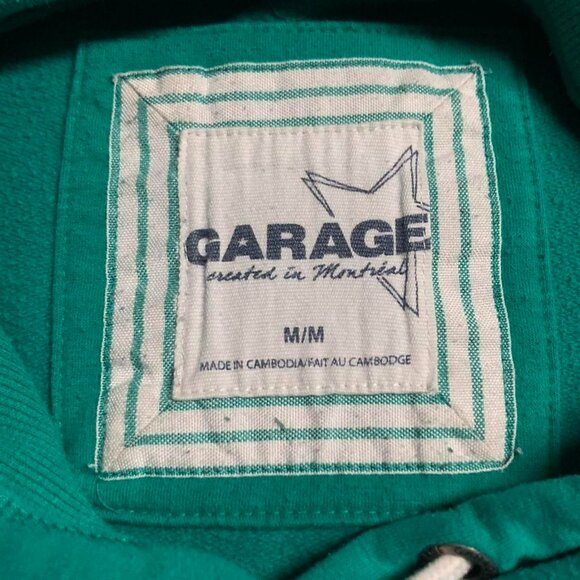 GARAGE
created in Montréal
M/M
MADE IN CAMBODIA/FAIT AU CAMBODGE